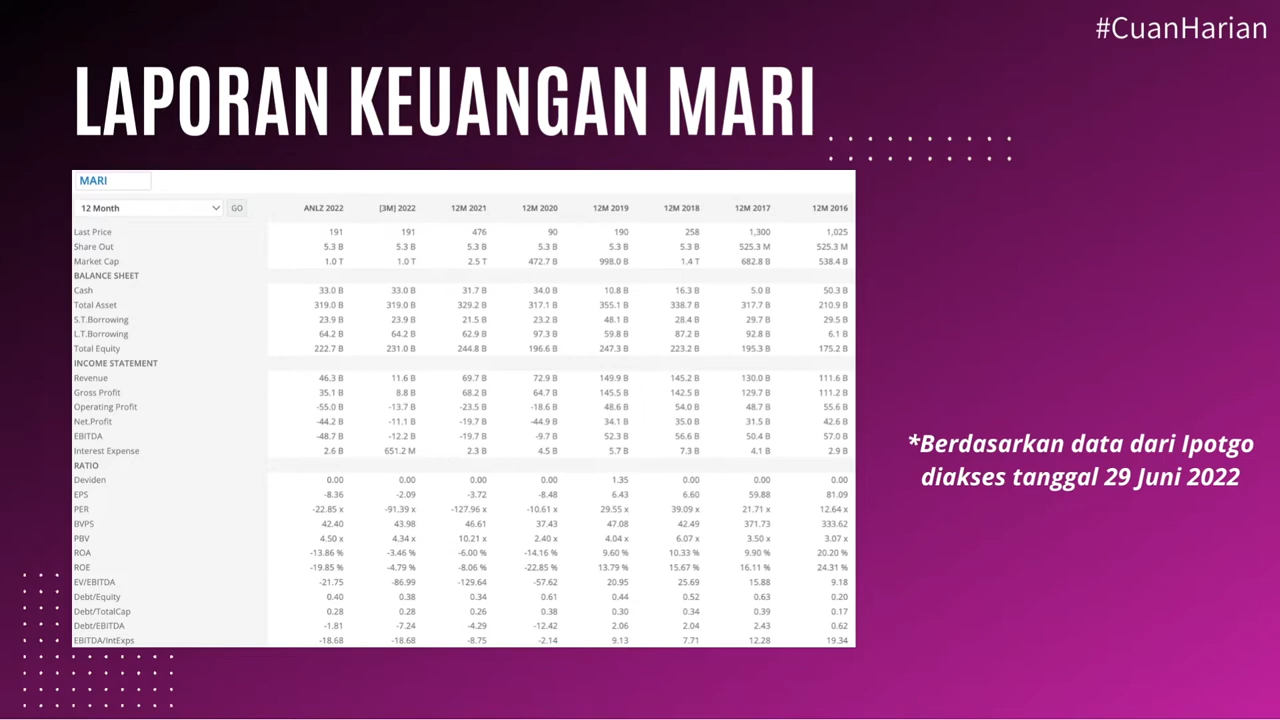 #CuanHarian
LAPORAN KEUANGAN MARI
MARI
12 Month GO ANLZ 2022 [3M] 2022 12M 2021 12M 2020 12M 2019 12M 2018 12M 2017 12M 2016
Last Price 191 191 476 90 190 258 1,300 1,025
Share Out 5.3 B 5.3 B 5.3 B 5.3 B 5.3 B 5.3 B 525.3 M 525.3 M
Market Cap 1.0 T 1.0 T 2.5 T 472.7 B 998.0 B 1.4 T 682.8 B 538.4 B
BALANCE SHEET
Cash 33.0 B 33.0 B 31.7 B 34.0 B 10.8 B 16.3 B 5.0 B 50.3 B
Total Asset 319.0 B 319.0 B 329.2 B 317.1 B 355.1 B 338.7 B 317.7 B 210.9 B
S.T.Borrowing 23.9 B 23.9 B 21.5 B 23.2 B 48.1 B 28.4 B 29.7 B 29.5 B
L.T.Borrowing 64.2 B 64.2 B 62.9 B 97.3 B 59.8 B 87.2 B 92.8 B 6.1 B
Total Equity 222.7 B 231.0 B 244.8 B 196.6 B 247.3 B 223.2 B 195.3 B 175.2 B
INCOME STATEMENT
Revenue 46.3 B 11.6 B 69.7 B 72.9 B 149.9 B 145.2 B 130.0 B 111.6 B
Gross Profit 35.1 B 8.8 B 68.2 B 64.7 B 145.5 B 142.5 B 129.7 B 111.2 B
Operating Profit -55.0 B -13.7 B -23.5 B -18.6 B 48.6 B 54.0 B 48.7 B 55.6 B
Net.Profit -44.2 B -11.1 B -19.7 B -44.9 B 34.1 B 35.0 B 31.5 B 42.6 B
EBITDA -48.7 B -12.2 B -19.7 B -9.7 B 52.3 B 56.6 B 50.4 B 57.0 B
Interest Expense 2.6 B 651.2 M 2.3 B 4.5 B 5.7 B 7.3 B 4.1 B 2.9 B
RATIO
Deviden 0.00 0.00 0.00 0.00 1.35 0.00 0.00 0.00
EPS -8.36 -2.09 -3.72 -8.48 6.43 6.60 59.88 81.09
PER -22.85 x -91.39 x -127.96 x -10.61 x 29.55 x 39.09 x 21.71 x 12.64 x
BVPS 42.40 43.98 46.61 37.43 47.08 42.49 371.73 333.62
PBV 4.50 x 4.34 x 10.21 x 2.40 x 4.04 x 6.07 x 3.50 x 3.07 x
ROA -13.86 % -3.46 % -6.00 % -14.16 % 9.60 % 10.33 % 9.90 % 20.20 %
ROE -19.85 % -4.79 % -8.06 % -22.85 % 13.79 % 15.67 % 16.11 % 24.31 %
EV/EBITDA -21.75 -86.99 -129.64 -57.62 20.95 25.69 15.88 9.18
Debt/Equity 0.40 0.38 0.34 0.61 0.44 0.52 0.63 0.20
Debt/TotalCap 0.28 0.28 0.26 0.38 0.30 0.34 0.39 0.17
Debt/EBITDA -1.81 -7.24 -4.29 -12.42 2.06 2.04 2.43 0.62
EBITDA/IntExps -18.68 -18.68 -8.75 -2.14 9.13 7.71 12.28 19.34
*Berdasarkan data dari Ipotgo
diakses tanggal 29 Juni 2022